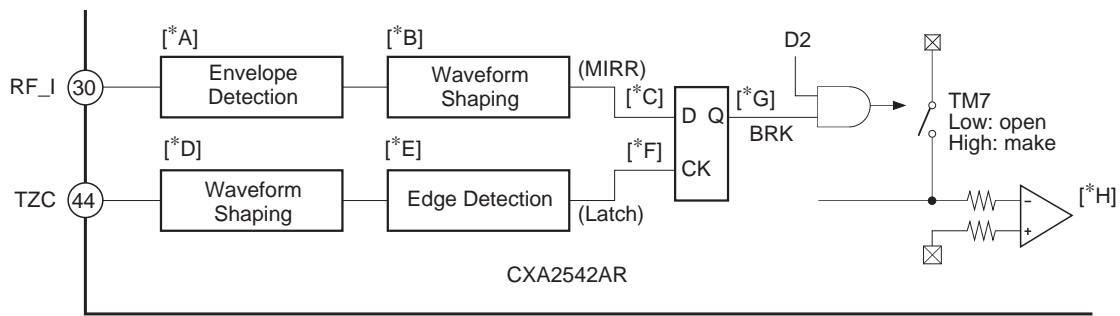 [*A]
[*B]
D2
RF_I
30
Envelope
Detection
Waveform
Shaping
(MIRR)
[*C]
D Q
[*G]
BRK
TM7
Low: open
High: make
[*D]
[*E]
[*F]
CK
TZC
44
Waveform
Shaping
Edge Detection
(Latch)
–
+
[*H]
CXA2542AR